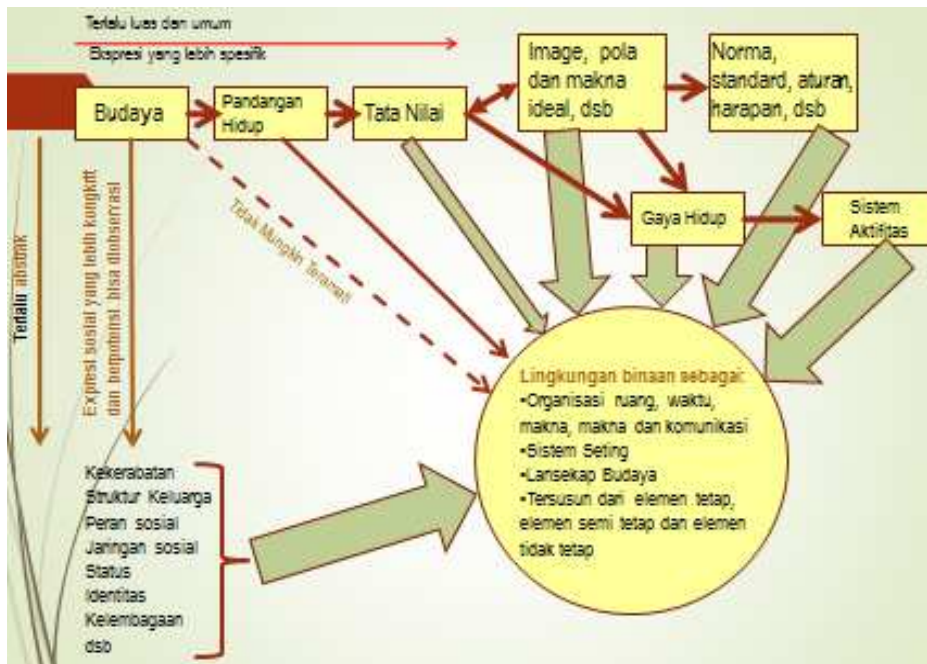 Terlalu luas dan umum
Ekspresi yang lebih spesifik
Budaya
Pandangan
Hidup
Tata Nilai
Image, pola
dan makna
ideal, dsb
Norma,
standard, aturan,
harapan, dsb
Gaya Hidup
Sistem
Aktifitas
Tidak Mungkin Teramati
Terlalu abstrak
Expresi sosial yang lebih kongkrit
dan berpotensi bisa diobserrasi
Kekerabatan
Struktur Keluarga
Peran sosial
Jaringan sosial
Status
Identitas
Kelembagaan
dsb
Lingkungan binaan sebagai:
•Organisasi ruang, waktu,
makna, makna dan komunikasi
•Sistem Seting
•Lansekap Budaya
•Tersusun dari elemen tetap,
elemen semi tetap dan elemen
tidak tetap